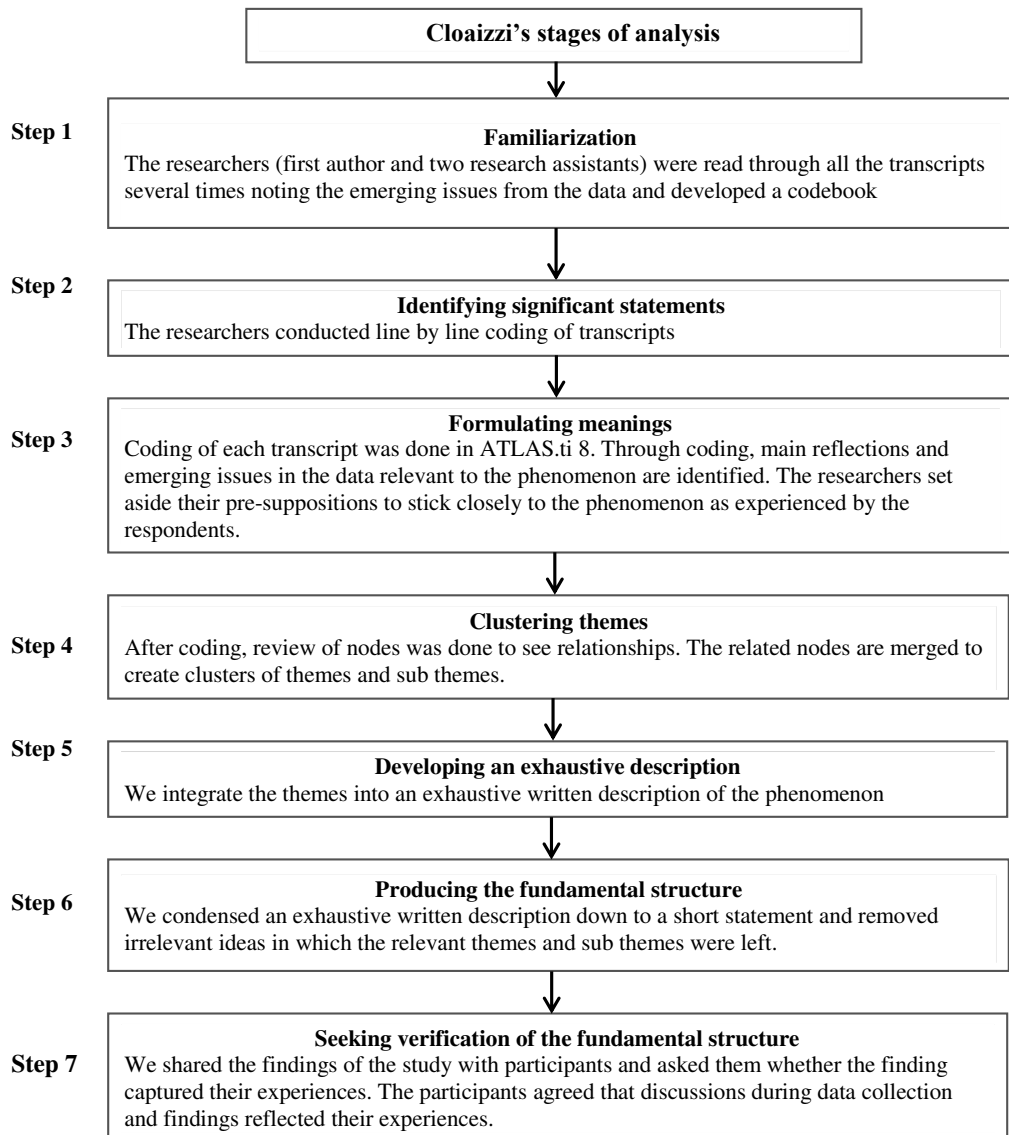 Cloaizzi's stages of analysis
Step 1
Familiarization
The researchers (first author and two research assistants) were read through all the transcripts
several times noting the emerging issues from the data and developed a codebook
Step 2
Identifying significant statements
The researchers conducted line by line coding of transcripts
Step 3
Formulating meanings
Coding of each transcript was done in ATLAS.ti 8. Through coding, main reflections and
emerging issues in the data relevant to the phenomenon are identified. The researchers set
aside their pre-suppositions to stick closely to the phenomenon as experienced by the
respondents.
Step 4
Clustering themes
After coding, review of nodes was done to see relationships. The related nodes are merged to
create clusters of themes and sub themes.
Step 5
Developing an exhaustive description
We integrate the themes into an exhaustive written description of the phenomenon
Step 6
Producing the fundamental structure
We condensed an exhaustive written description down to a short statement and removed
irrelevant ideas in which the relevant themes and sub themes were left.
Step 7
Seeking verification of the fundamental structure
We shared the findings of the study with participants and asked them whether the finding
captured their experiences. The participants agreed that discussions during data collection
and findings reflected their experiences.